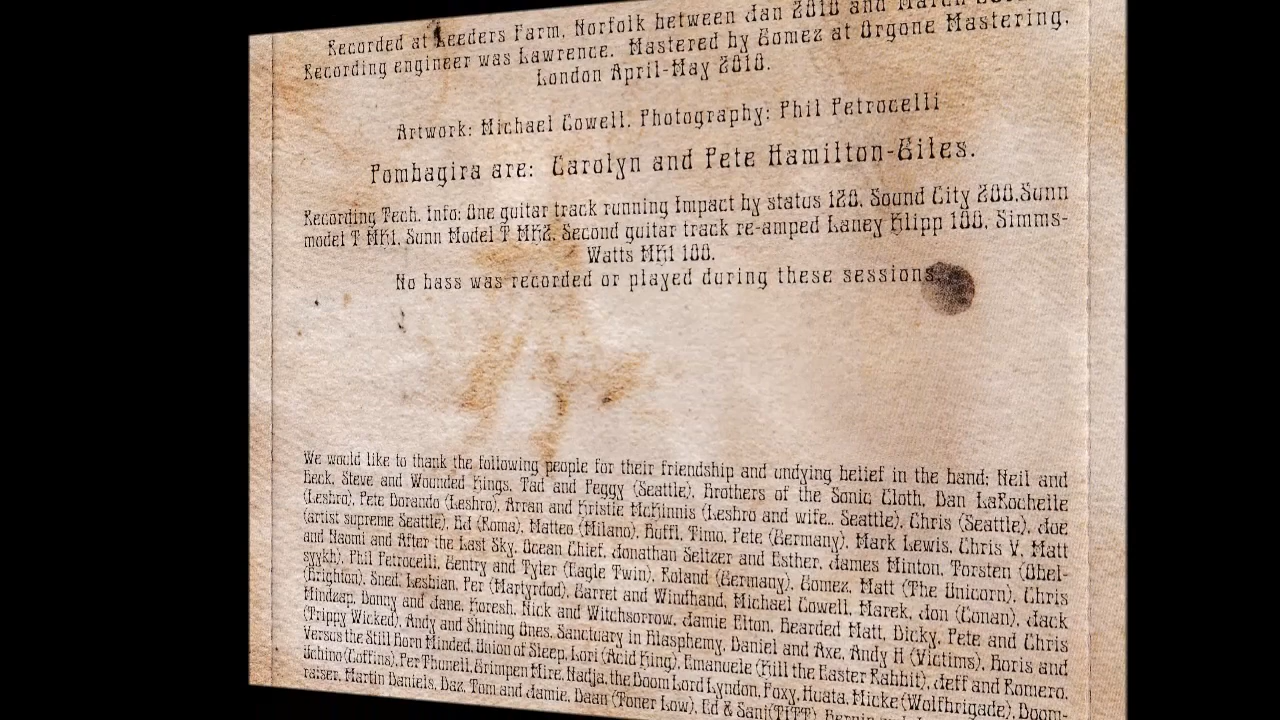 Recorded at Leeders Farm, Norfolk between Jan 2010 and March
Recording engineer was Lawrence. Mastered by Gomez at Orgone Mastering,
London April-May 2010.
Artwork: Michael Cowell. Photography: Phil Petrocelli
Pombagira are: Carolyn and Pete Hamilton-Giles.
Recording Tech. Info: One guitar track running Impact by status 120, Sound City 200,Sunn
model T MK1, Sunn Model T MK2. Second guitar track re-amped Laney Klipp 100, Simms-
Watts MK1 100.
No bass was recorded or played during these sessions
We would like to thank the following people for their friendship and undying belief in the band: Neil and
Beck, Steve and Wounded Kings, Tad and Peggy (Seattle), Brothers of the Sonic Cloth, Dan LaRochelle
(Leshro), Pete Dorando (Leshro), Arran and Kristie McKinnis (Leshro and wife.. Seattle), Chris (Seattle), Joe
(artist supreme Seattle), Ed (Roma), Matteo (Milano), Buffi, Timo, Pete (Germany), Mark Lewis, Chris V, Matt
and Naomi and After the Last Sky, Ocean Chief, Jonathan Seltzer and Esther, James Minton, Torsten (Obel-
syykh), Phil Petrocelli, Gentry and Tyler (Eagle Twin), Roland (Germany), Gomez, Matt (The Unicorn), Chris
(Brighton), Sned, Lesbian, Per (Martyrdod), Garret and Windhand, Michael Cowell, Marek, Jon (Conan), Jack
Mindzap, Doney and Jane, Koresh, Nick and Witchsorrow, Jamie Elton, Bearded Matt, Dicky, Pete and Chris
(Trippy Wicked), Andy and Shining Ones, Sanctuary in Blasphemy, Daniel and Axe, Andy H (Victims), Boris and
Versus the Still Born Minded, Union of Sleep, Lori (Acid King), Emanuele (Kill the Easter Rabbit), Jeff and Romero,
Uchino (Coffins), Per Thunell, Grimpen Mire, Nadja, the Doom Lord Lyndon, Foxy, Huata, Micke (Wolfbrigade), Doom-
raiser, Martin Daniels, Daz, Tom and Jamie, Daan (Toner Low), Ed & Sani(TITT)